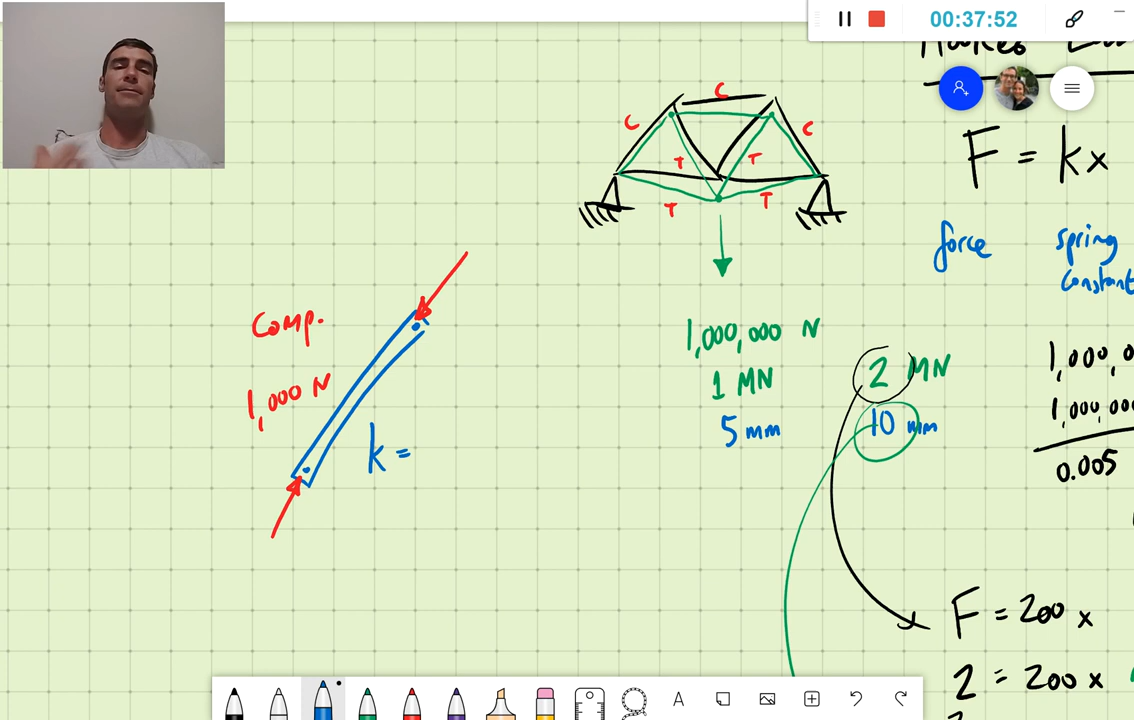 00:37:52
Hookes
F = kx
force
spring
constant
C
C
C
T
T
T
T
Comp.
1,000 N
k =
1,000,000 N
1 MN
5 mm
2 MN
10 mm
1,000,0
1,000,000
0.005
F = 200 x
2 = 200 x
A